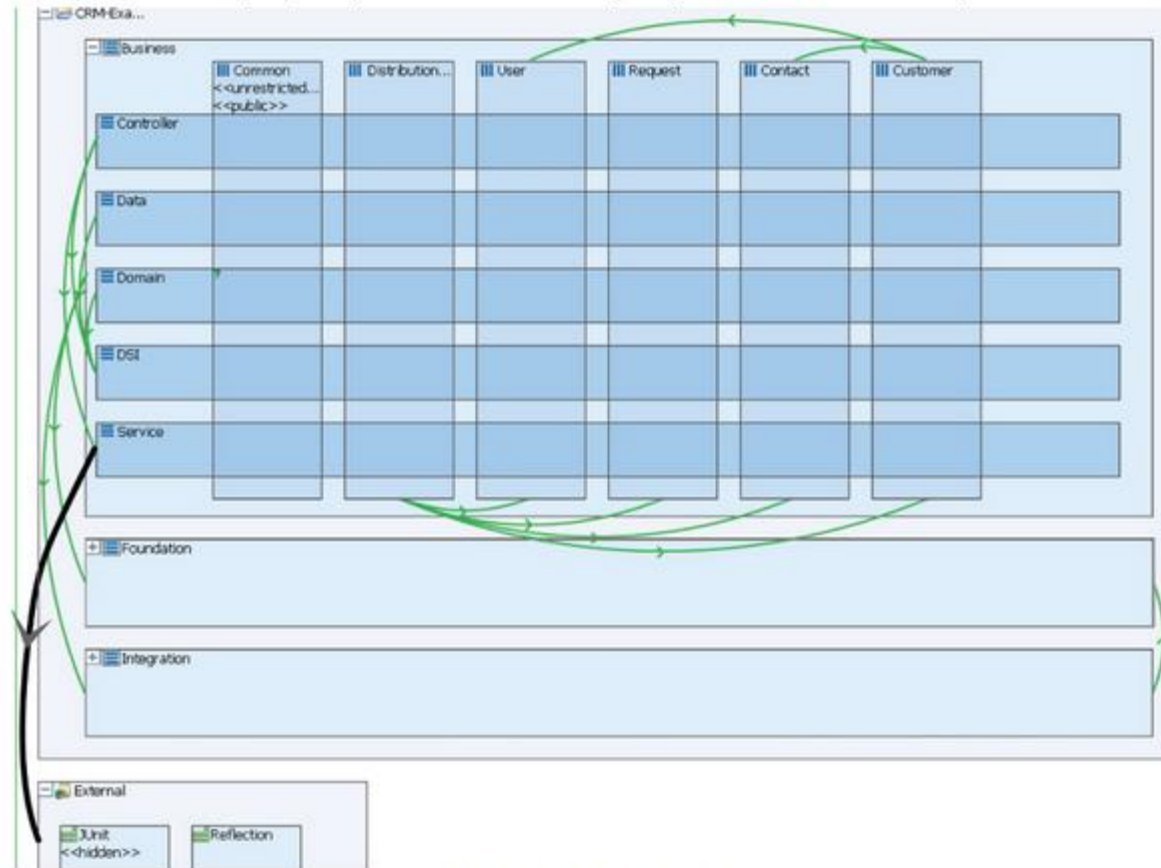 CRM-Exa...
Business
Common
<<unrestricted...
<<public>>
Distribution...
User
Request
Contact
Customer
Controller
Data
Domain
DSI
Service
Foundation
Integration
External
JUnit
<<hidden>>
Reflection